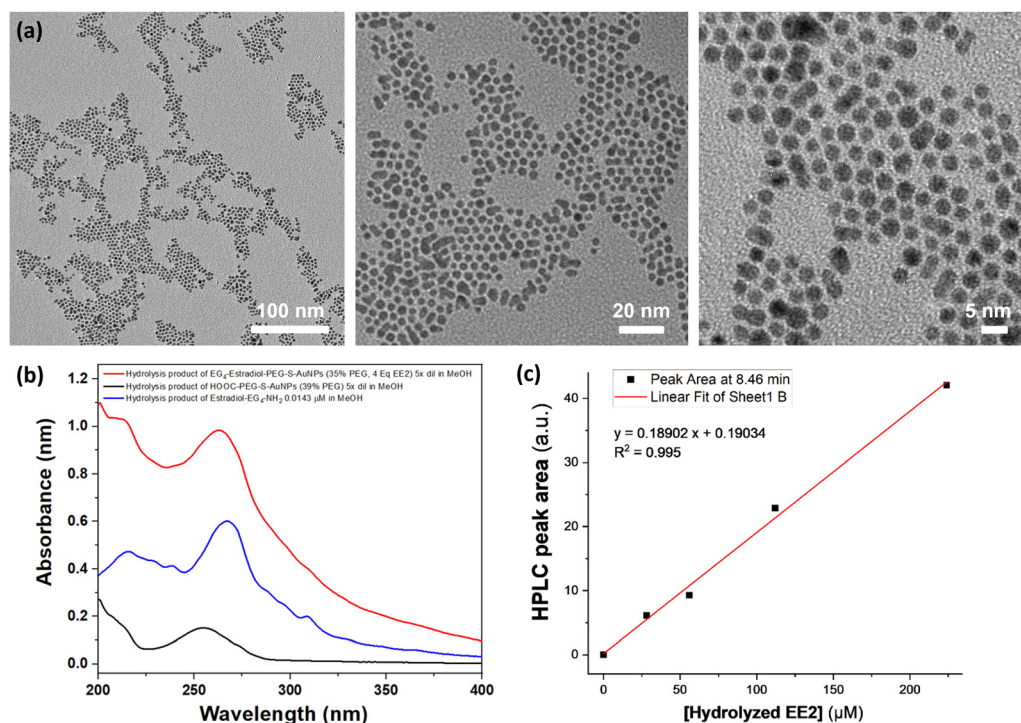 (a)
100 nm
20 nm
5 nm
(b)
Hydrolysis product of EG4-Estradiol-PEG-S-AuNPs (35% PEG, 4 Eq EE2) 5x dil in MeOH
Hydrolysis product of HOOC-PEG-S-AuNPs (39% PEG) 5x dil in MeOH
Hydrolysis product of Estradiol-EG4-NH2 0.0143 µM in MeOH
1.2
1.0
0.8
0.6
0.4
0.2
0.0
Absorbance (nm)
200
250
300
350
400
Wavelength (nm)
(c)
Peak Area at 8.46 min
Linear Fit of Sheet1 B
y = 0.18902 x + 0.19034
R² = 0.995
40
30
20
10
0
HPLC peak area (a.u.)
0
50
100
150
200
[Hydrolyzed EE2] (µM)